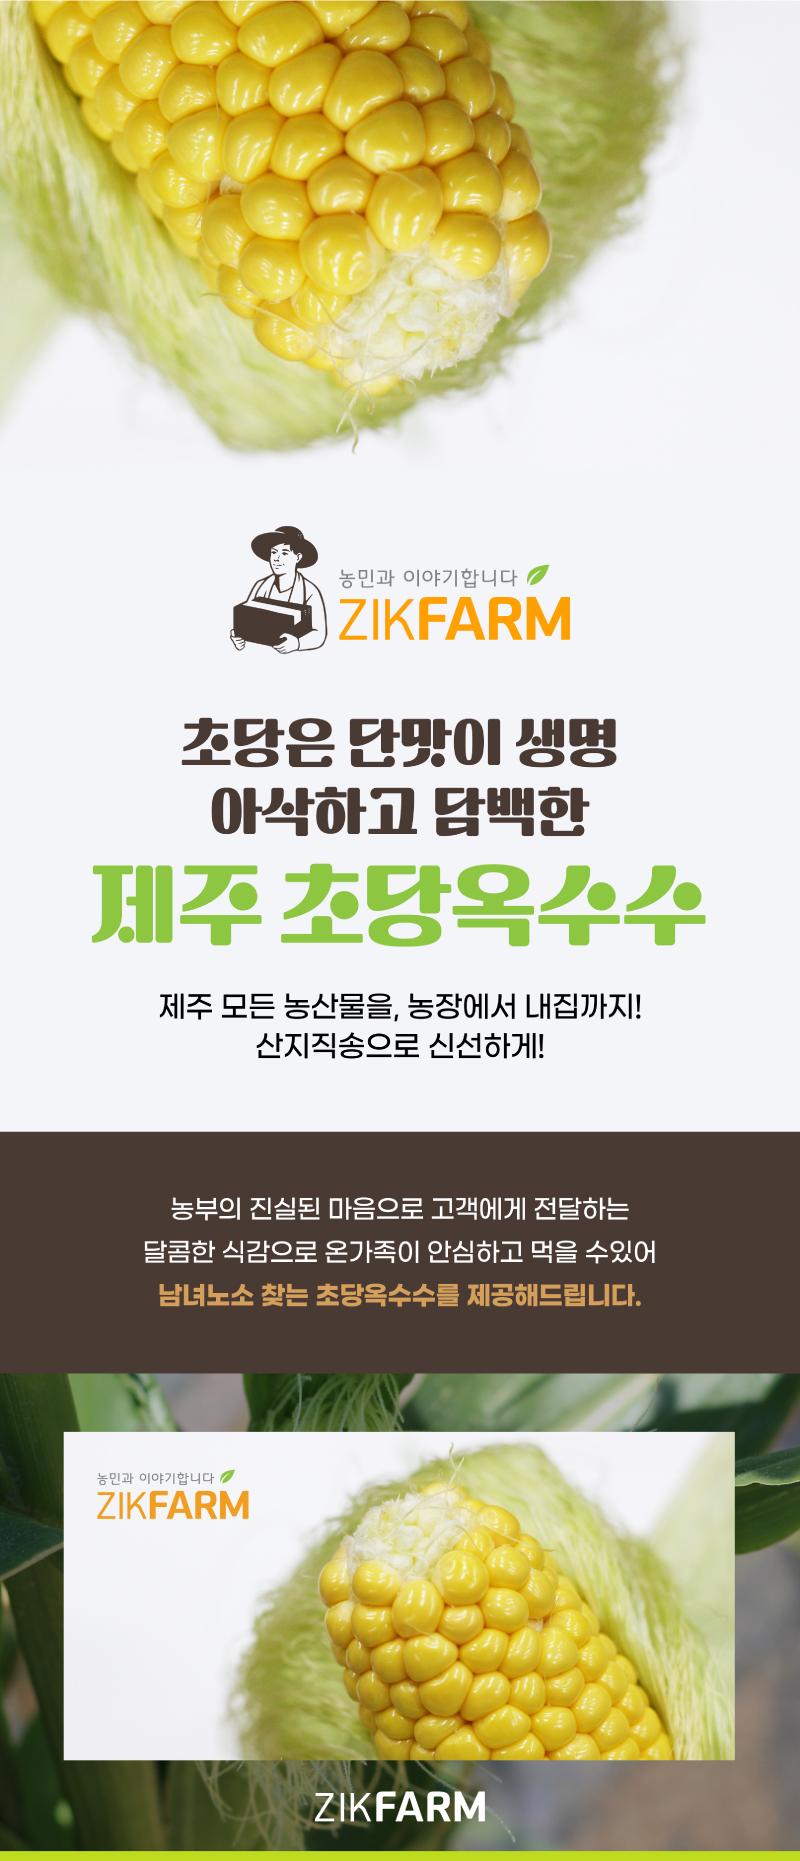 농민과 이야기합니다
ZIKFARM
초당은 단맛이 생명
아삭하고 담백한
제주 초당옥수수
제주 모든 농산물을, 농장에서 내집까지!
산지직송으로 신선하게!
농부의 진실된 마음으로 고객에게 전달하는
달콤한 식감으로 온가족이 안심하고 먹을 수있어
남녀노소 찾는 초당옥수수를 제공해드립니다.
농민과 이야기합니다
ZIKFARM
ZIKFARM